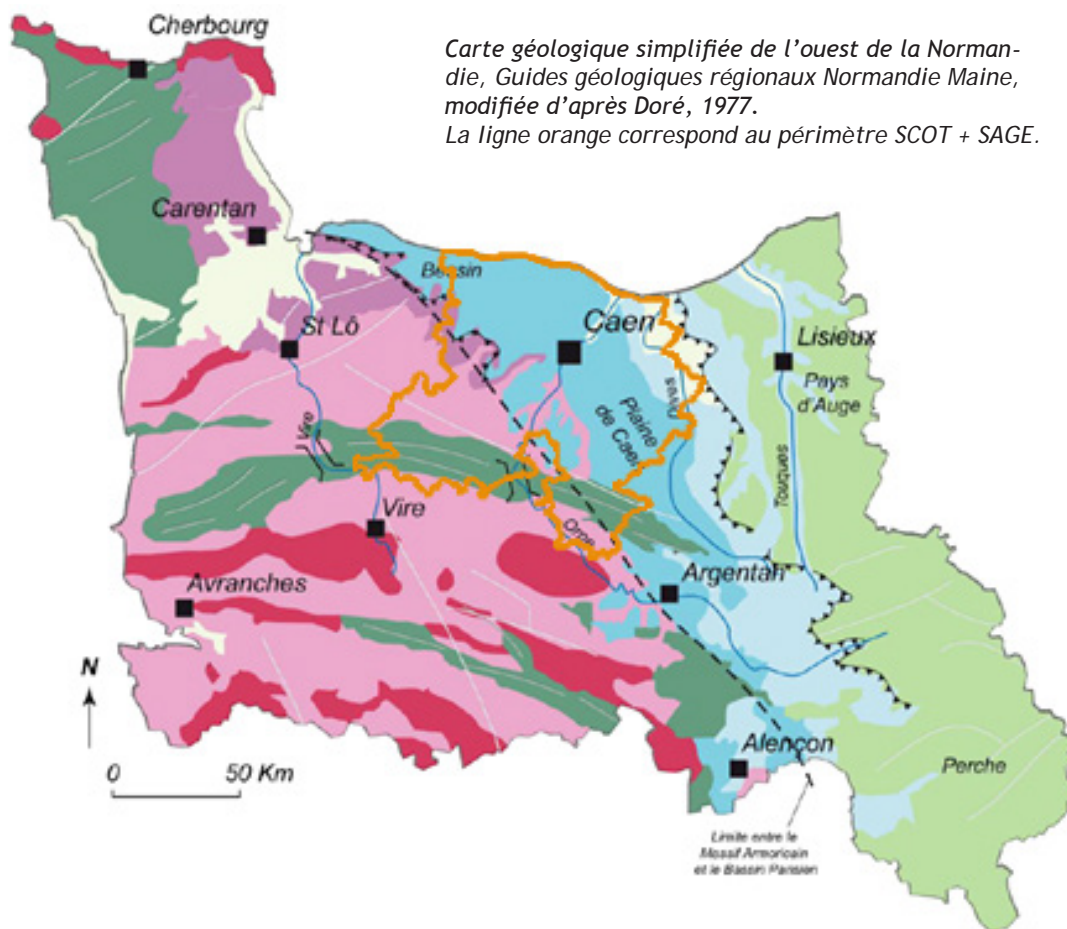 Cherbourg
Carte géologique simplifiée de l'ouest de la Norman-
die, Guides géologiques régionaux Normandie Maine,
modifiée d'après Doré, 1977.
La ligne orange correspond au périmètre SCOT + SAGE.
Carentan
Bessin
St Lô
Caen
Lisieux
Pays
d'Auge
Dives
Plaine
de Caen
Touques
Vire
Vire
Orne
Avranches
Argentan
N
0 50 Km
Alençon
Perche
Limite entre le
Massif Armoricain
et le Bassin Parisien